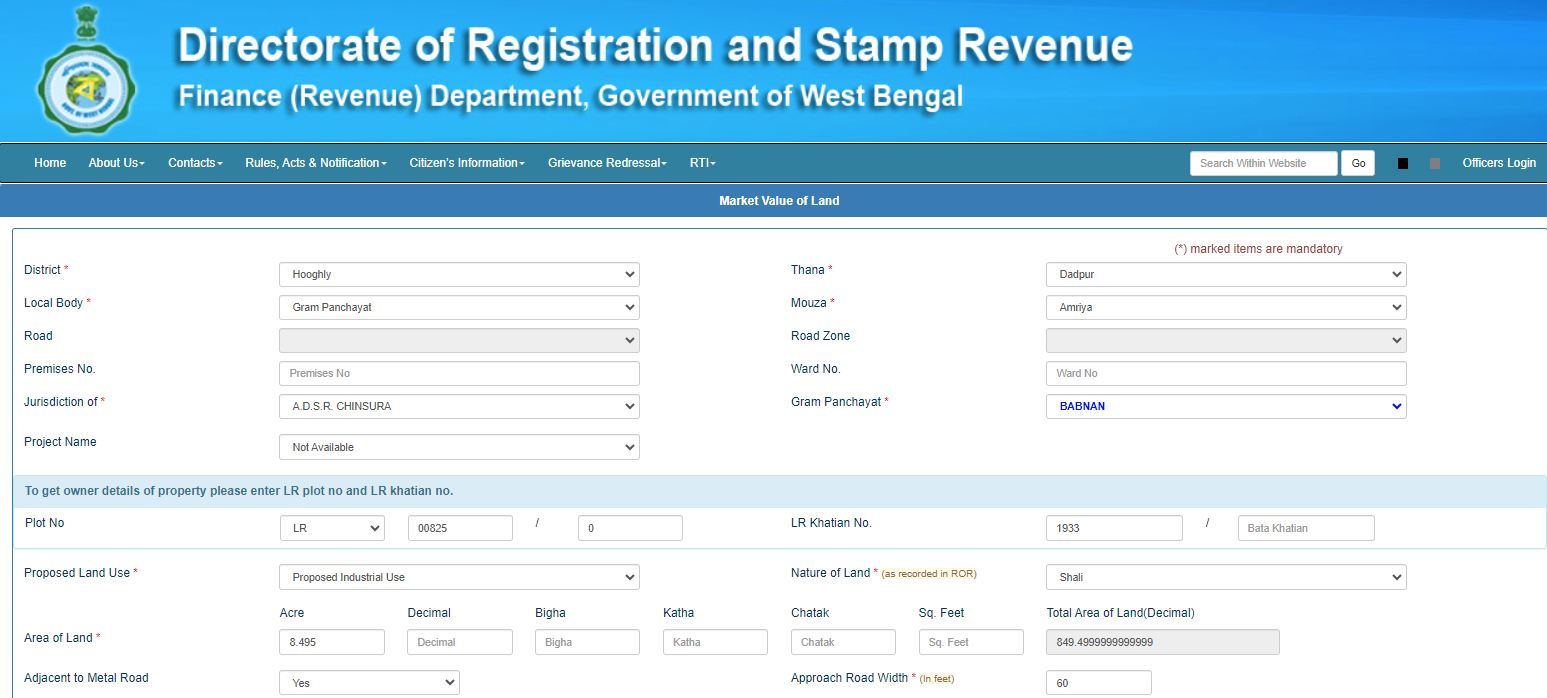 Directorate of Registration and Stamp Revenue
Finance (Revenue) Department, Government of West Bengal
Home About Us Contacts Rules, Acts & Notification Citizen's Information Grievance Redressal RTI Search Within Website Go Officers Login
Market Value of Land
(*) marked items are mandatory
District * Hooghly Thana * Dadpur
Local Body * Gram Panchayat Mouza * Amriya
Road Road Zone
Premises No. Premises No Ward No. Ward No
Jurisdiction of * A.D.S.R. CHINSURA Gram Panchayat * BABNAN
Project Name Not Available
To get owner details of property please enter LR plot no and LR khatian no.
Plot No LR 00825 / 0 LR Khatian No. 1933 / Bata Khatian
Proposed Land Use * Proposed Industrial Use Nature of Land * (as recorded in ROR) Shali
Acre Decimal Bigha Katha Chatak Sq. Feet Total Area of Land(Decimal)
Area of Land * 8.495 Decimal Bigha Katha Chatak Sq. Feet 849.4999999999999
Adjacent to Metal Road Yes Approach Road Width * (In feet) 60